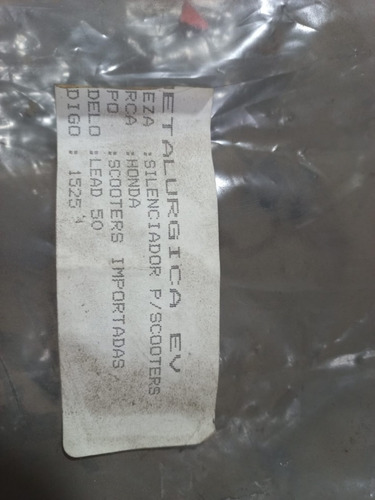 ETALURGICA EV
EZA :SILENCIADOR P/SCOOTERS
RCA :HONDA
PO :SCOOTERS IMPORTADAS
DELO :LEAD 50
DIGO : 1525